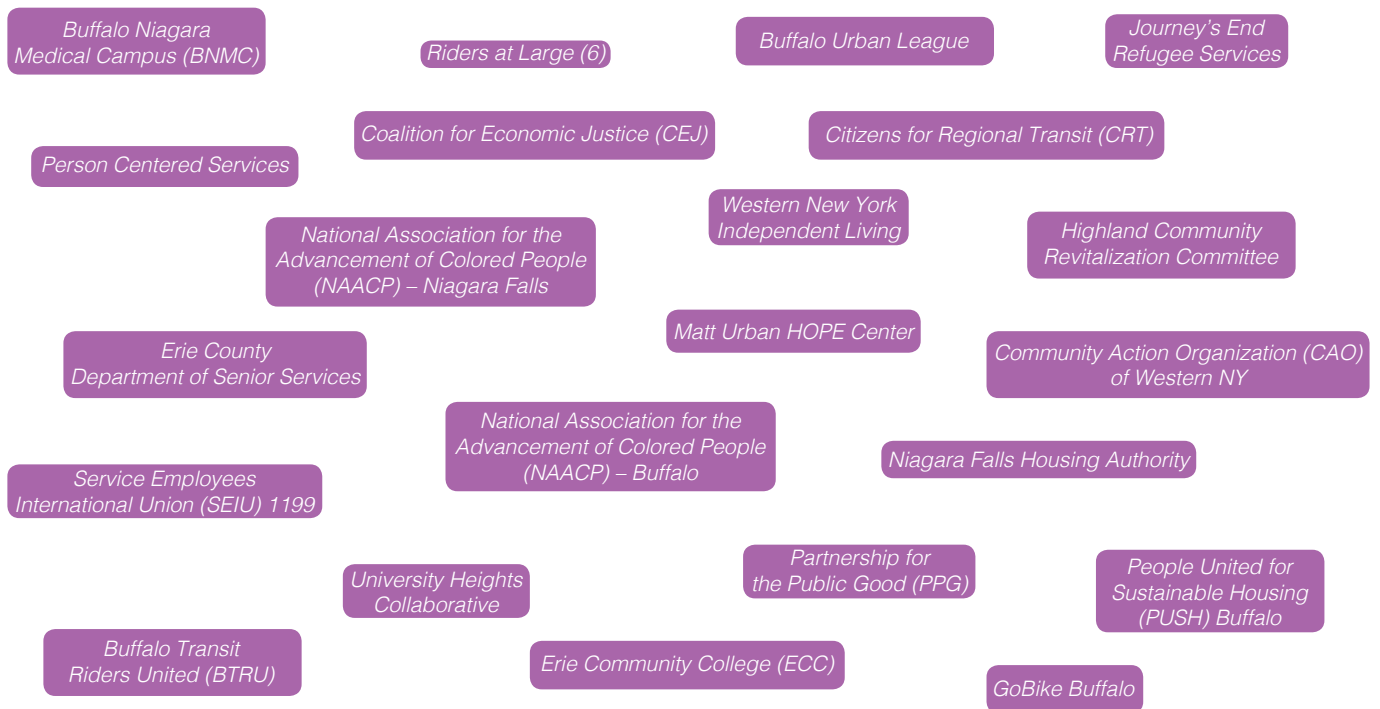 Buffalo Niagara
Medical Campus (BNMC)
Riders at Large (6)
Buffalo Urban League
Journey's End
Refugee Services
Coalition for Economic Justice (CEJ)
Citizens for Regional Transit (CRT)
Person Centered Services
Western New York
Independent Living
National Association for the
Advancement of Colored People
(NAACP) – Niagara Falls
Highland Community
Revitalization Committee
Matt Urban HOPE Center
Erie County
Department of Senior Services
Community Action Organization (CAO)
of Western NY
National Association for the
Advancement of Colored People
(NAACP) – Buffalo
Niagara Falls Housing Authority
Service Employees
International Union (SEIU) 1199
University Heights
Collaborative
Partnership for
the Public Good (PPG)
People United for
Sustainable Housing
(PUSH) Buffalo
Buffalo Transit
Riders United (BTRU)
Erie Community College (ECC)
GoBike Buffalo